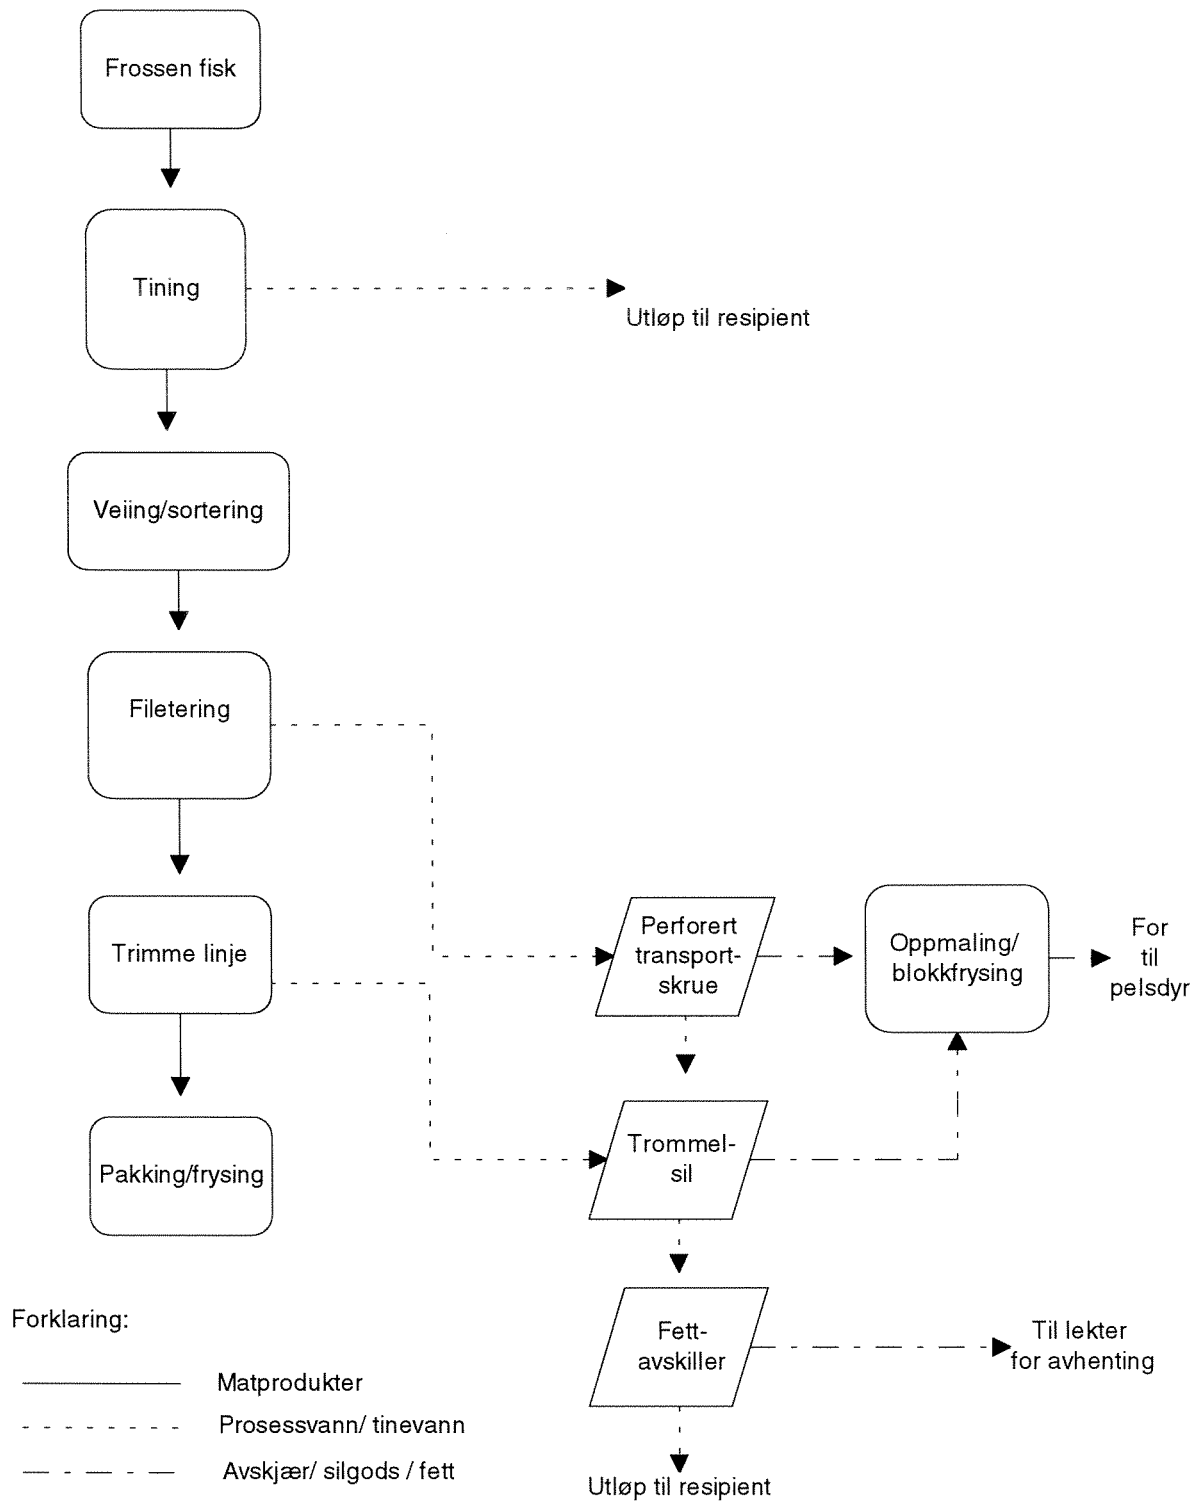 Frossen fisk
Tining
Utløp til resipient
Veiing/sortering
Filetering
Trimme linje
Perforert
transport-
skrue
Oppmaling/
blokkfrysing
For
til
pelsdyr
Pakking/frysing
Trommel-
sil
Fett-
avskiller
Til lekter
for avhenting
Utløp til resipient
Forklaring:
Matprodukter
Prosessvann/ tinevann
Avskjær/ silgods / fett